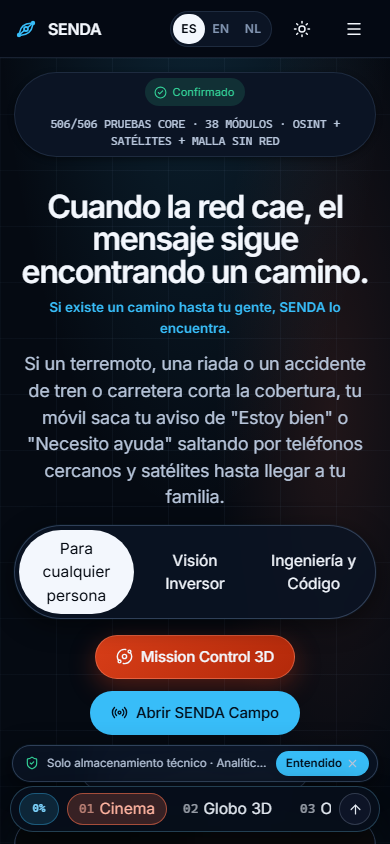 SENDA
ES EN NL
Confirmado
506/506 PRUEBAS CORE · 38 MÓDULOS · OSINT +
SATÉLITES + MALLA SIN RED
Cuando la red cae, el
mensaje sigue
encontrando un camino.
Si existe un camino hasta tu gente, SENDA lo
encuentra.
Si un terremoto, una riada o un accidente
de tren o carretera corta la cobertura, tu
móvil saca tu aviso de "Estoy bien" o
"Necesito ayuda" saltando por teléfonos
cercanos y satélites hasta llegar a tu
familia.
Para
cualquier
persona
Visión
Inversor
Ingeniería y
Código
Mission Control 3D
Abrir SENDA Campo
Solo almacenamiento técnico · Analític...
Entendido
0% 01 Cinema 02 Globo 3D 03